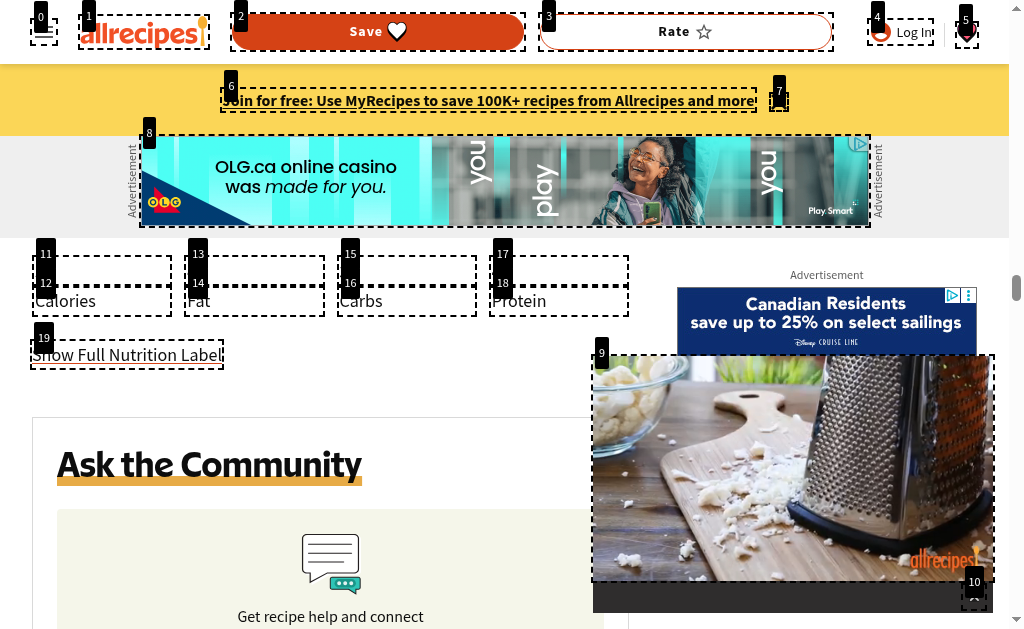 0
1
2
3
4
5
allrecipes
Save
Rate
Log In
6
7
Join for free: Use MyRecipes to save 100K+ recipes from Allrecipes and more
8
Advertisement
OLG.ca online casino
was made for you.
OLG
you
play
you
Play Smart
Advertisement
11
13
15
17
12
14
16
18
Calories
Fat
Carbs
Protein
19
Show Full Nutrition Label
Advertisement
Canadian Residents
save up to 25% on select sailings
Disney CRUISE LINE
9
allrecipes
10
Ask the Community
Get recipe help and connect